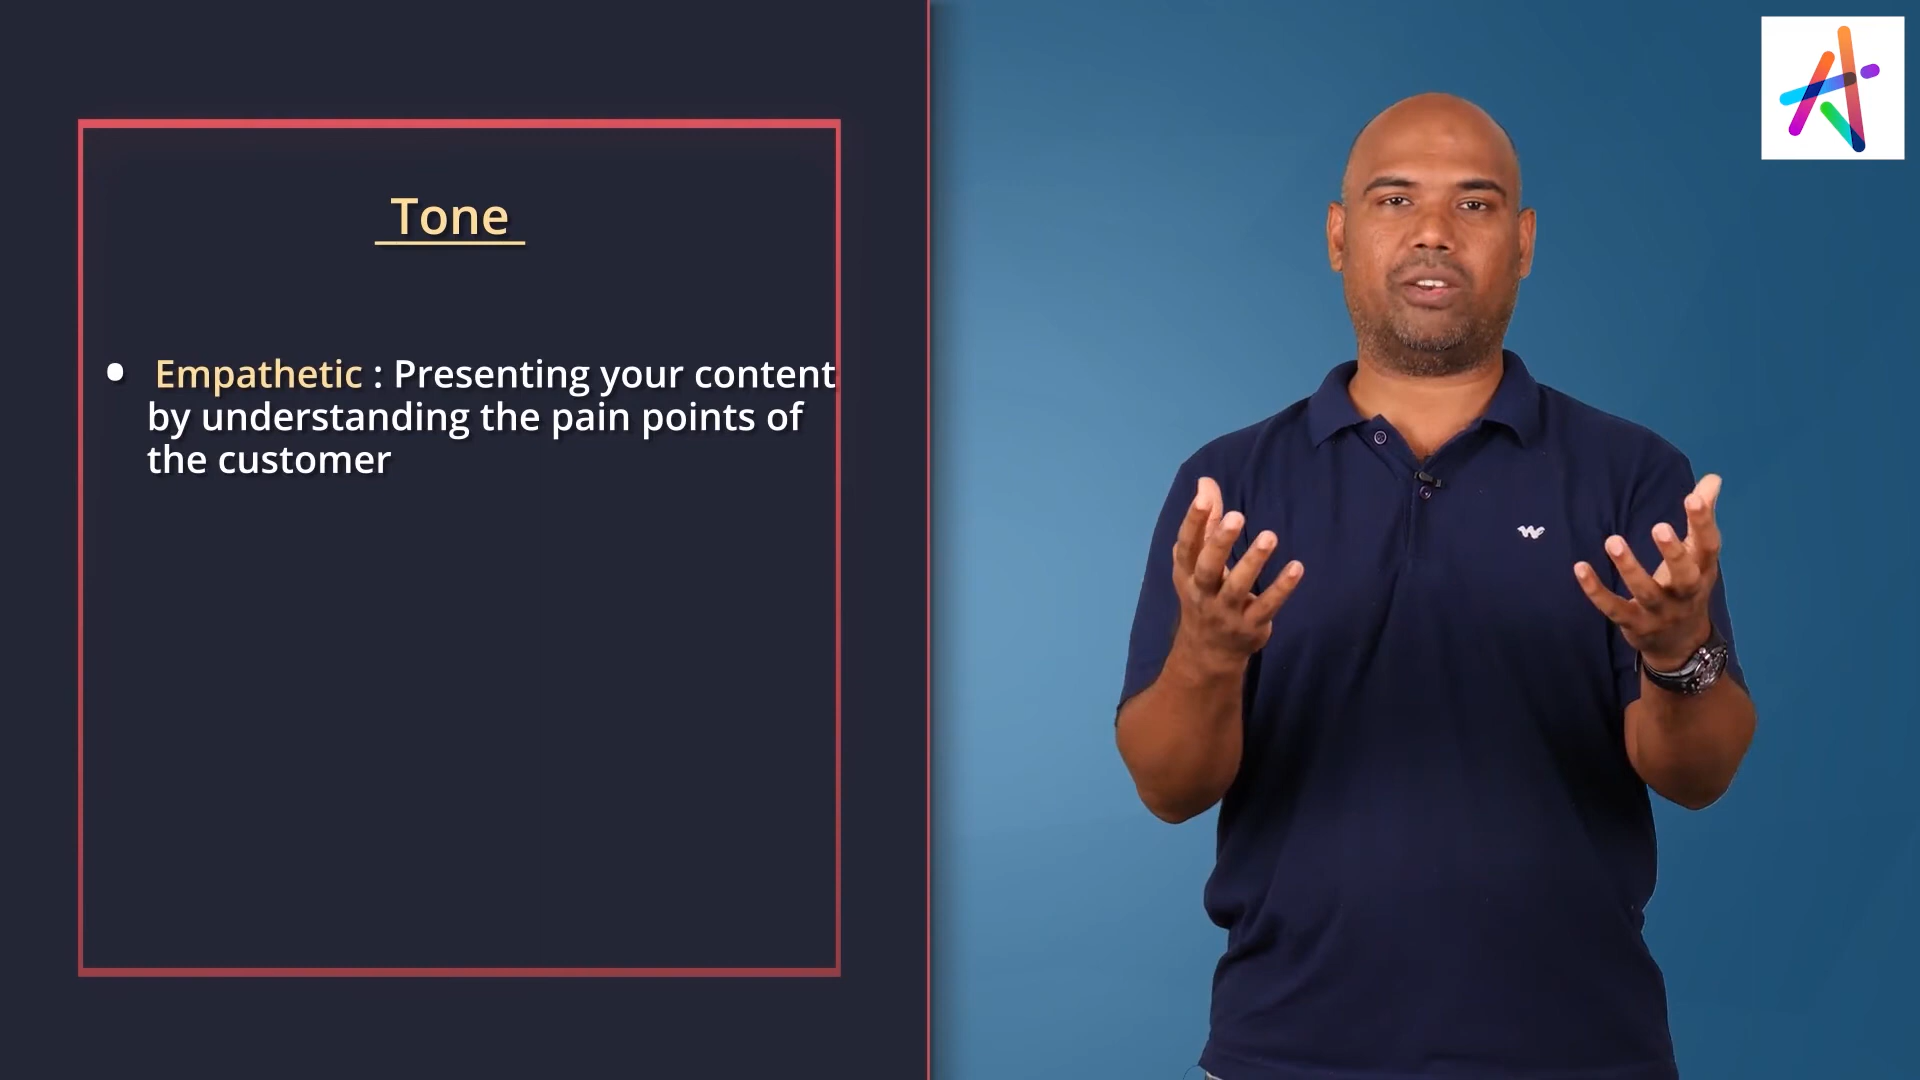 Tone
• Empathetic : Presenting your content
by understanding the pain points of
the customer